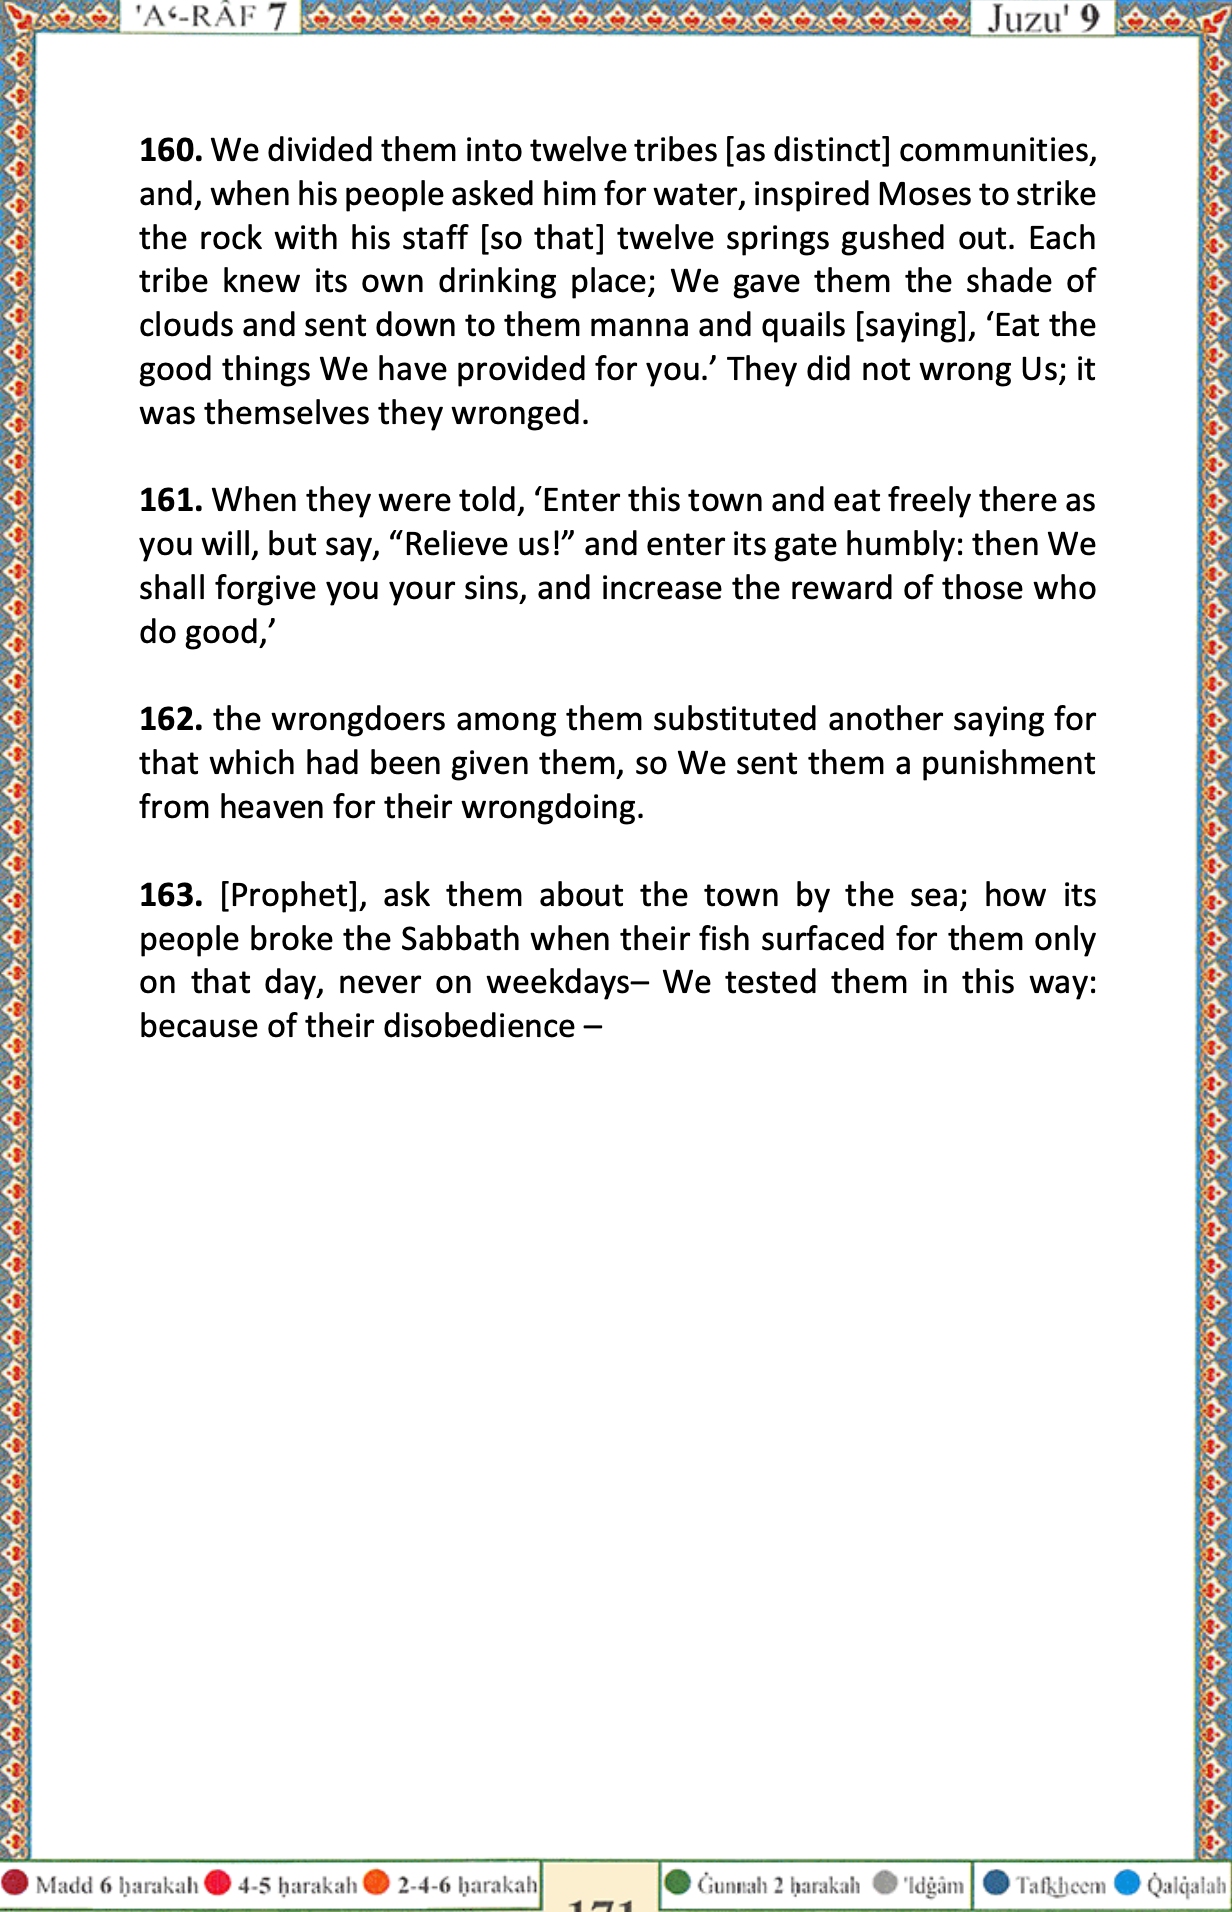 'A‘-RÂF 7
Juzu' 9
160. We divided them into twelve tribes [as distinct] communities,
and, when his people asked him for water, inspired Moses to strike
the rock with his staff [so that] twelve springs gushed out. Each
tribe knew its own drinking place; We gave them the shade of
clouds and sent down to them manna and quails [saying], ‘Eat the
good things We have provided for you.’ They did not wrong Us; it
was themselves they wronged.
161. When they were told, ‘Enter this town and eat freely there as
you will, but say, “Relieve us!” and enter its gate humbly: then We
shall forgive you your sins, and increase the reward of those who
do good,’
162. the wrongdoers among them substituted another saying for
that which had been given them, so We sent them a punishment
from heaven for their wrongdoing.
163. [Prophet], ask them about the town by the sea; how its
people broke the Sabbath when their fish surfaced for them only
on that day, never on weekdays– We tested them in this way:
because of their disobedience –
Madd 6 ḥarakah 4-5 ḥarakah 2-4-6 ḥarakah
171
Ġunnah 2 ḥarakah 'Idġâm
Tafkheem Q̇alq̇alah